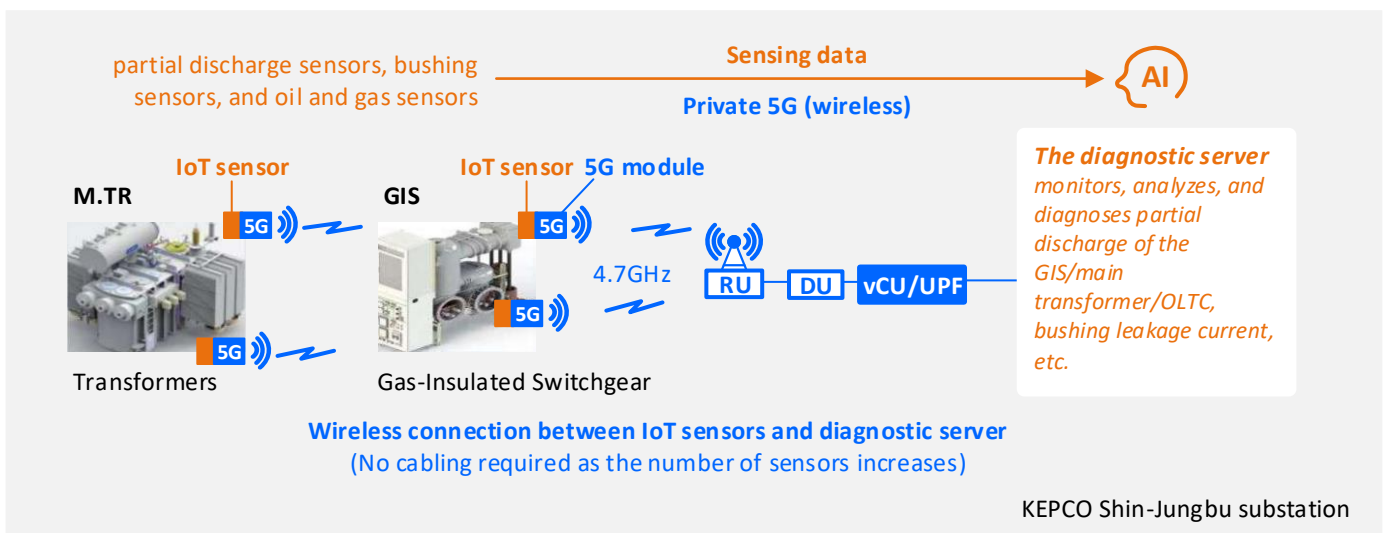 partial discharge sensors, bushing
sensors, and oil and gas sensors
Sensing data
Private 5G (wireless)
AI
IoT sensor
IoT sensor 5G module
M.TR
GIS
5G
5G
4.7GHz
5G
5G
RU
DU
vCU/UPF
The diagnostic server
monitors, analyzes, and
diagnoses partial
discharge of the
GIS/main
transformer/OLTC,
bushing leakage current,
etc.
Transformers
Gas-Insulated Switchgear
Wireless connection between IoT sensors and diagnostic server
(No cabling required as the number of sensors increases)
KEPCO Shin-Jungbu substation